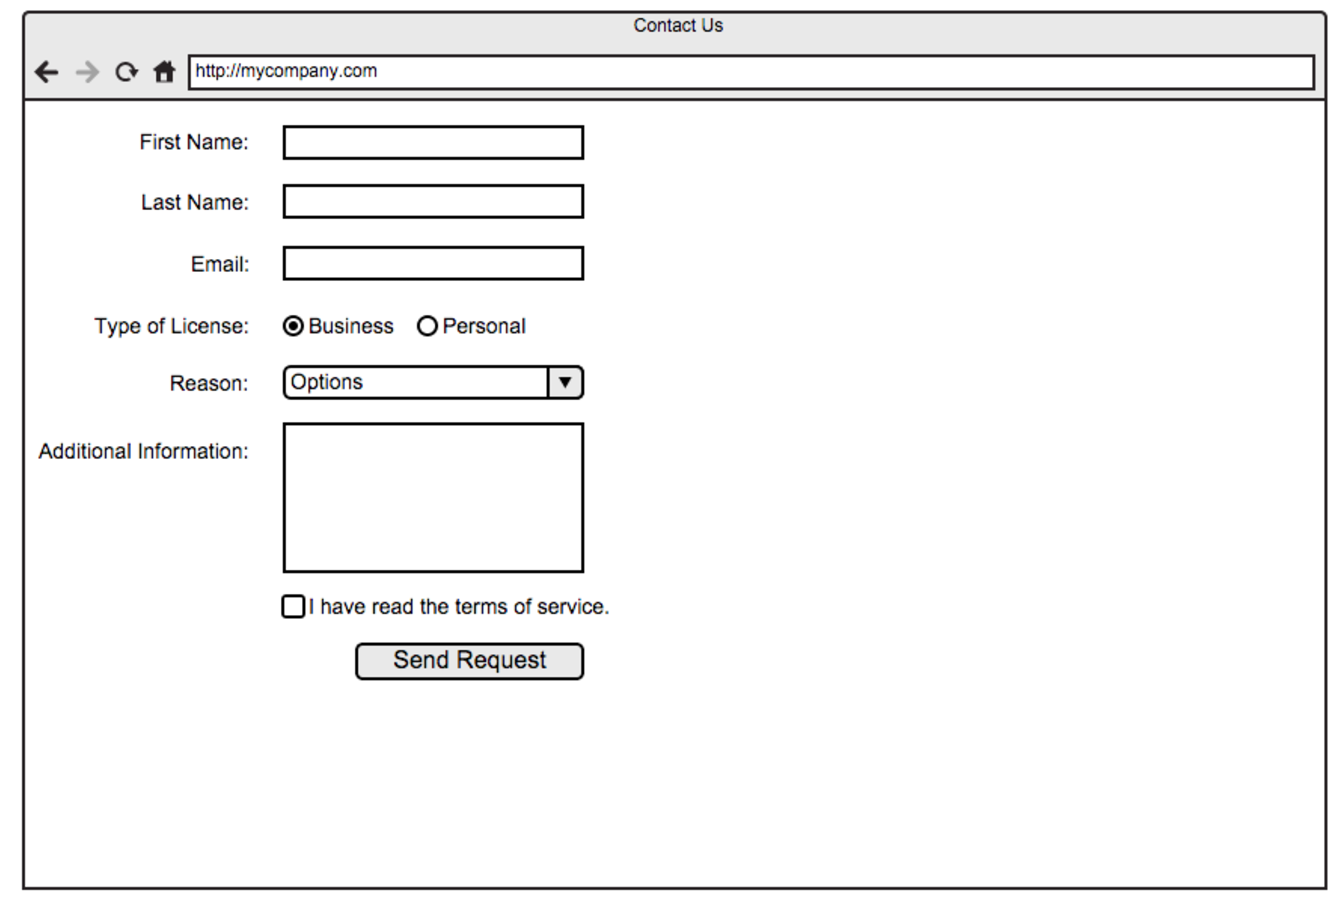 Contact Us
http://mycompany.com
First Name:
Last Name:
Email:
Type of License: Business Personal
Reason: Options
Additional Information:
I have read the terms of service.
Send Request